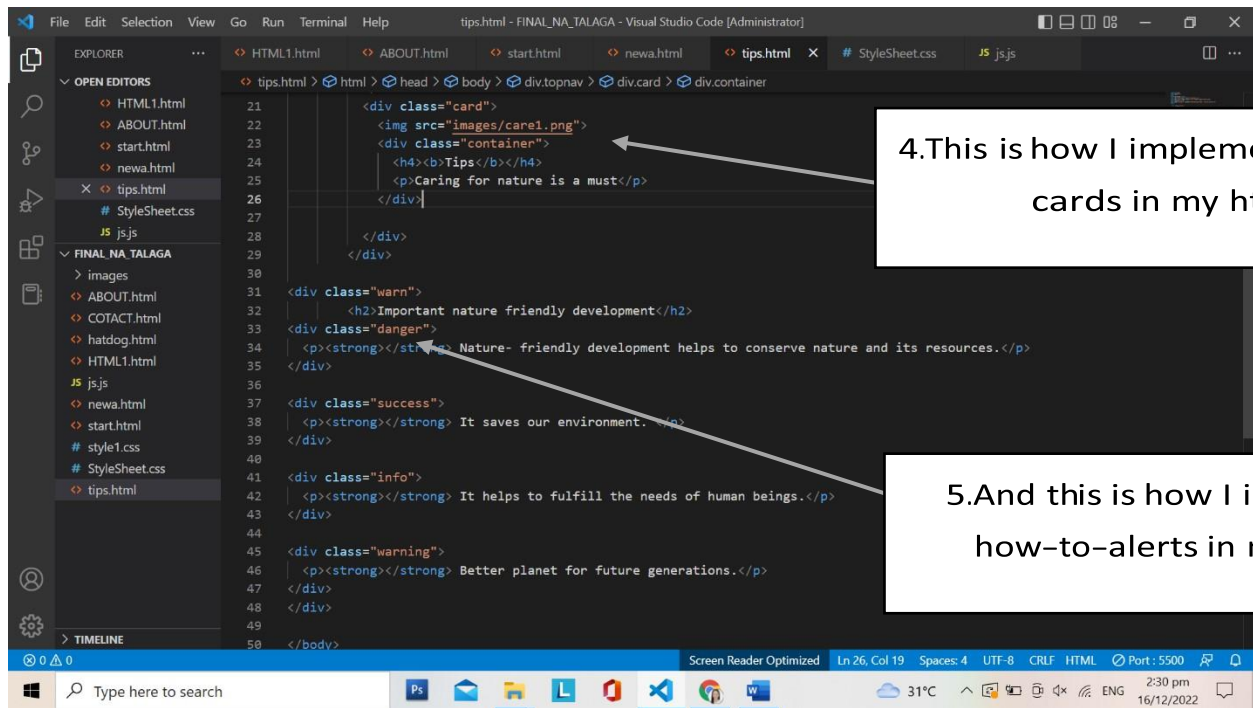 File Edit Selection View Go Run Terminal Help tips.html - FINAL_NA_TALAGA - Visual Studio Code [Administrator]
EXPLORER ... HTML1.html ABOUT.html start.html newa.html tips.html # StyleSheet.css JS js.js
OPEN EDITORS
HTML1.html
ABOUT.html
start.html
newa.html
tips.html
# StyleSheet.css
JS js.js
FINAL_NA_TALAGA
images
ABOUT.html
COTACT.html
hatdog.html
HTML1.html
JS js.js
newa.html
start.html
# style1.css
# StyleSheet.css
tips.html
TIMELINE
tips.html > html > head > body > div.topnav > div.card > div.container
21 <div class="card">
22 <img src="images/care1.png">
23 <div class="container">
24 <h4><b>Tips</b></h4>
25 <p>Caring for nature is a must</p>
26 </div>
27
28 </div>
29 </div>
30
31 <div class="warn">
32 <h2>Important nature friendly development</h2>
33 <div class="danger">
34 <p><strong></strong> Nature- friendly development helps to conserve nature and its resources.</p>
35 </div>
36
37 <div class="success">
38 <p><strong></strong> It saves our environment. </p>
39 </div>
40
41 <div class="info">
42 <p><strong></strong> It helps to fulfill the needs of human beings.</p>
43 </div>
44
45 <div class="warning">
46 <p><strong></strong> Better planet for future generations.</p>
47 </div>
48 </div>
49
50 </body>
4.This is how I impleme
cards in my ht
5.And this is how I i
how-to-alerts in
0 0 Screen Reader Optimized Ln 26, Col 19 Spaces: 4 UTF-8 CRLF HTML Port : 5500
Type here to search Ps L W 31°C ENG 2:30 pm
16/12/2022